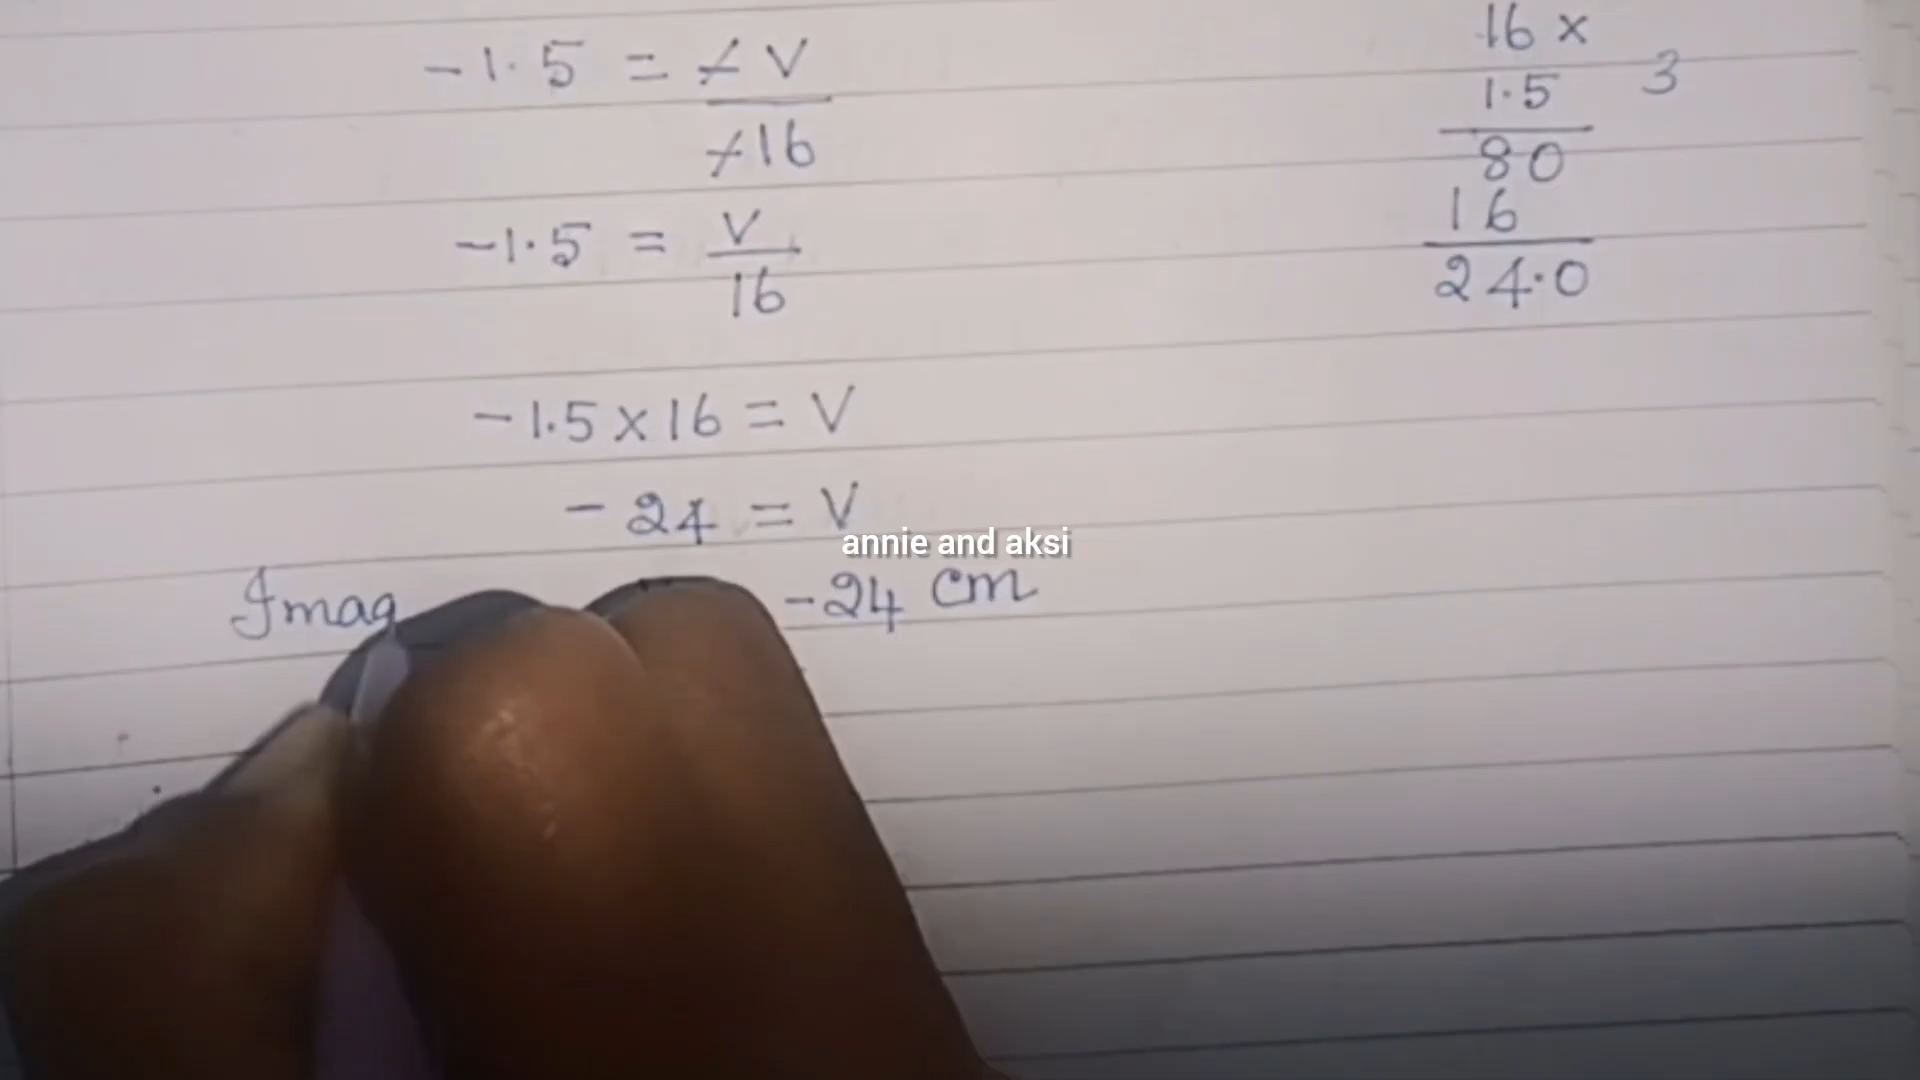 -1.5 = -V
-16
-1.5 = V
16
-1.5 x 16 = V
-24 = V
annie and aksi
Imag -24 cm
16 x
1.5 3
80
16
24.0